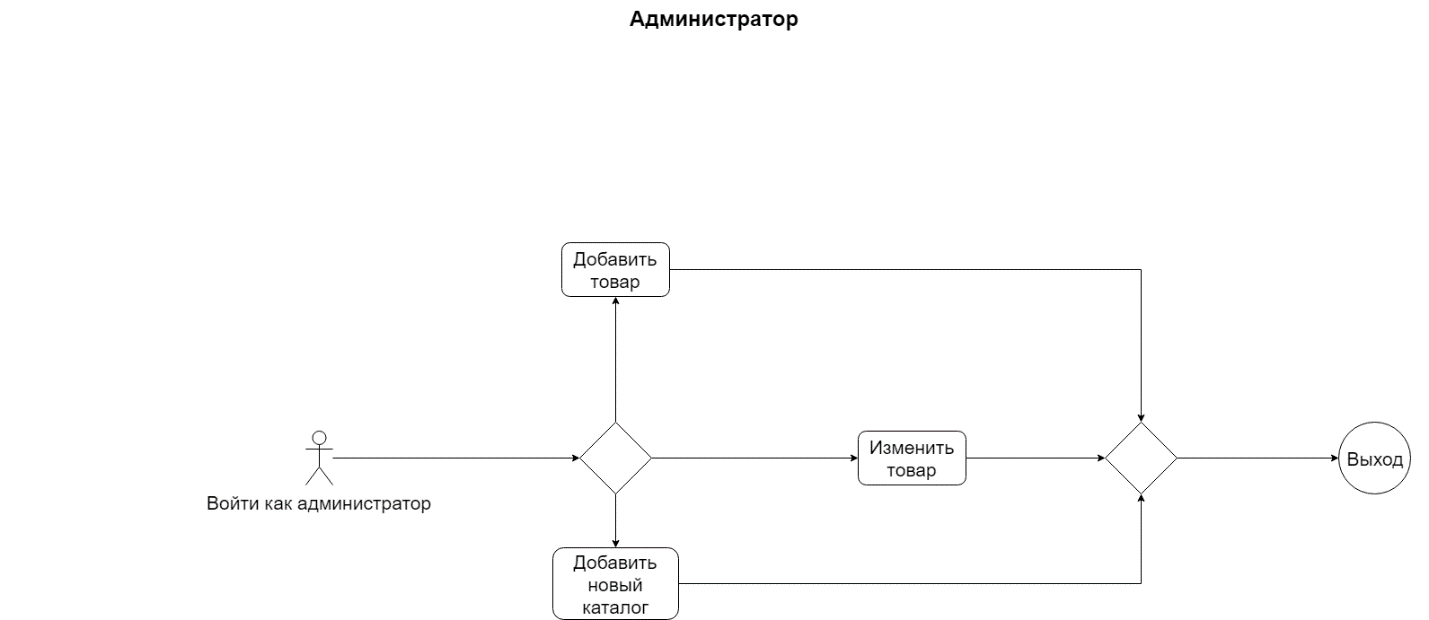 Администратор
Добавить
товар
Войти как администратор
Изменить
товар
Выход
Добавить
новый
каталог